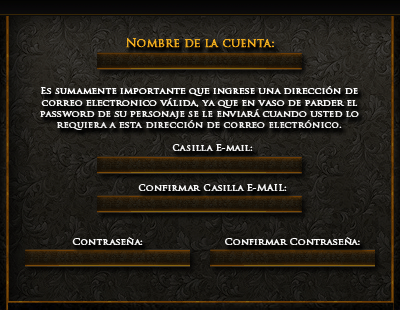 Nombre de la cuenta:
Es sumamente importante que ingrese una dirección de
correo electronico válida, ya que en vaso de parder el
password de su personaje se le enviará cuando usted lo
requiera a esta dirección de correo electrónico.
Casilla E-mail:
Confirmar Casilla E-MAIL:
Contraseña: Confirmar Contraseña: